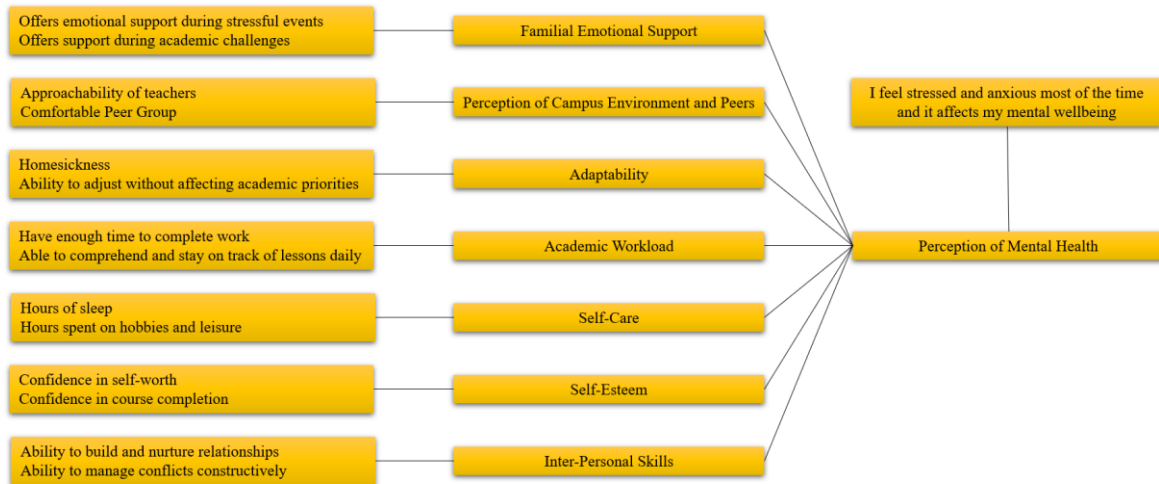 Offers emotional support during stressful events
Offers support during academic challenges
Familial Emotional Support
Approachability of teachers
Comfortable Peer Group
Perception of Campus Environment and Peers
I feel stressed and anxious most of the time
and it affects my mental wellbeing
Homesickness
Ability to adjust without affecting academic priorities
Adaptability
Have enough time to complete work
Able to comprehend and stay on track of lessons daily
Academic Workload
Perception of Mental Health
Hours of sleep
Hours spent on hobbies and leisure
Self-Care
Confidence in self-worth
Confidence in course completion
Self-Esteem
Ability to build and nurture relationships
Ability to manage conflicts constructively
Inter-Personal Skills